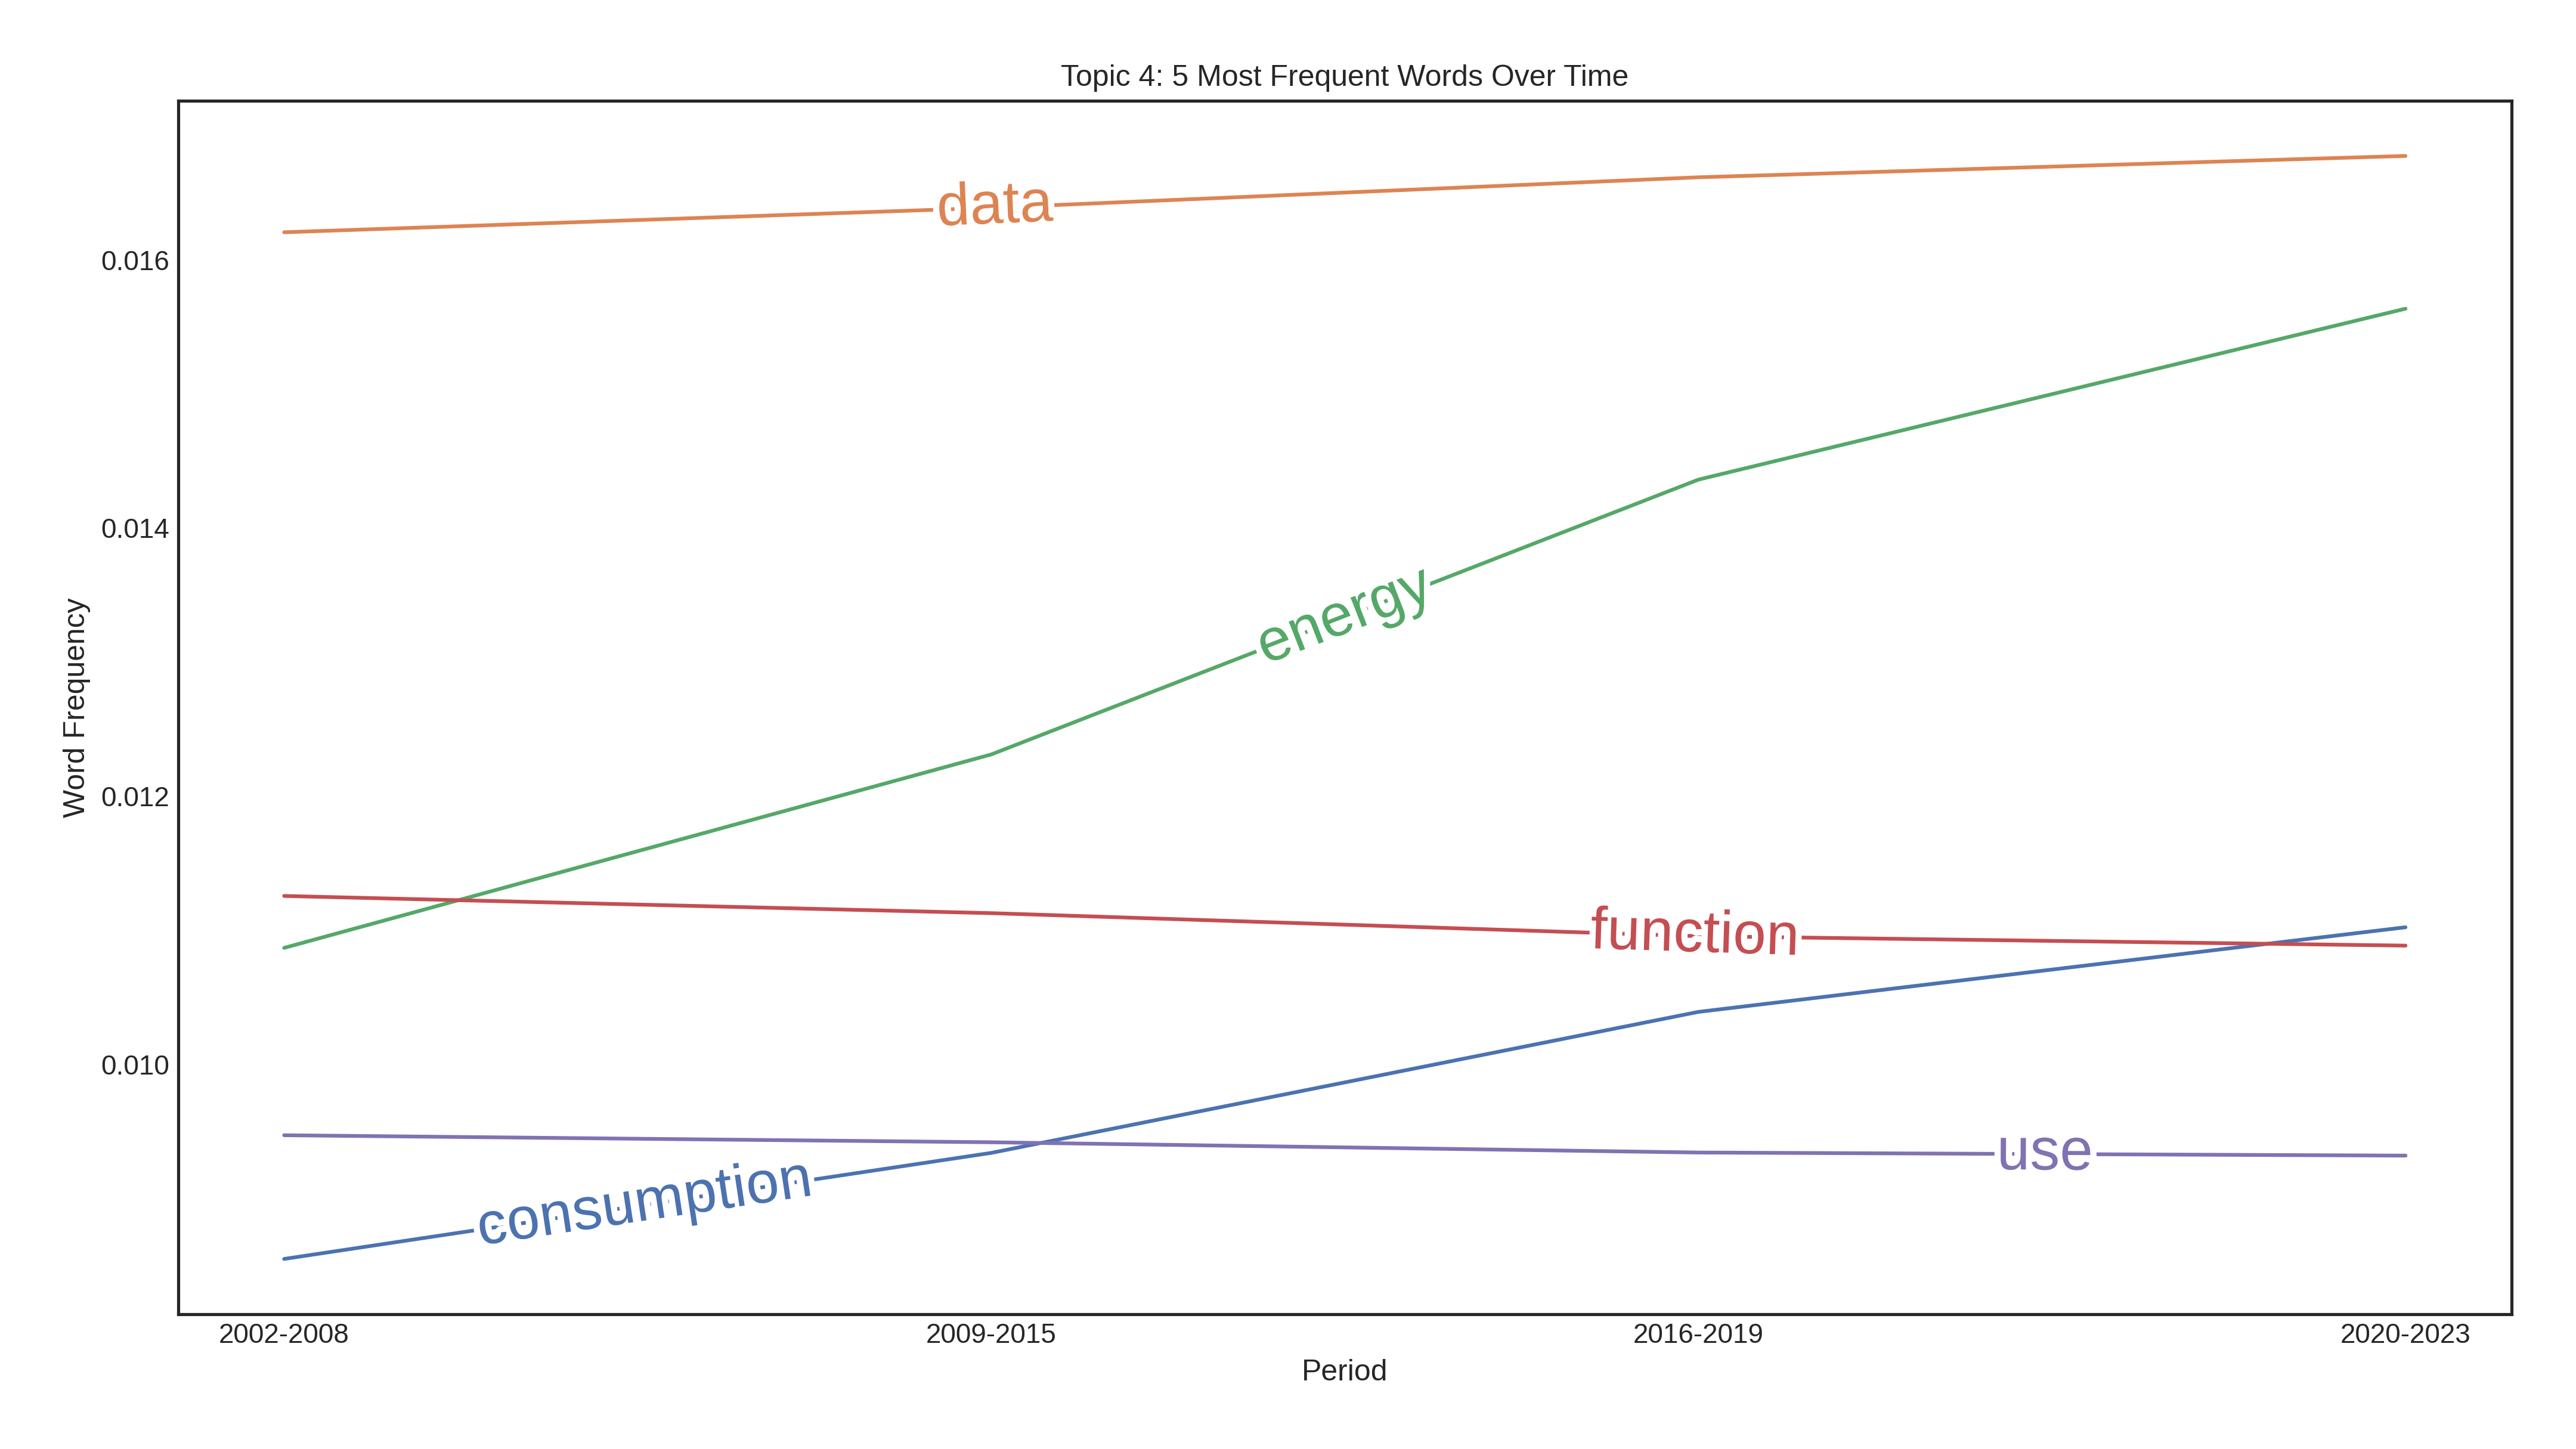 Topic 4: 5 Most Frequent Words Over Time
data
0.016
0.014
energy
Word Frequency
0.012
function
0.010
use
consumption
2002-2008
2009-2015
2016-2019
2020-2023
Period